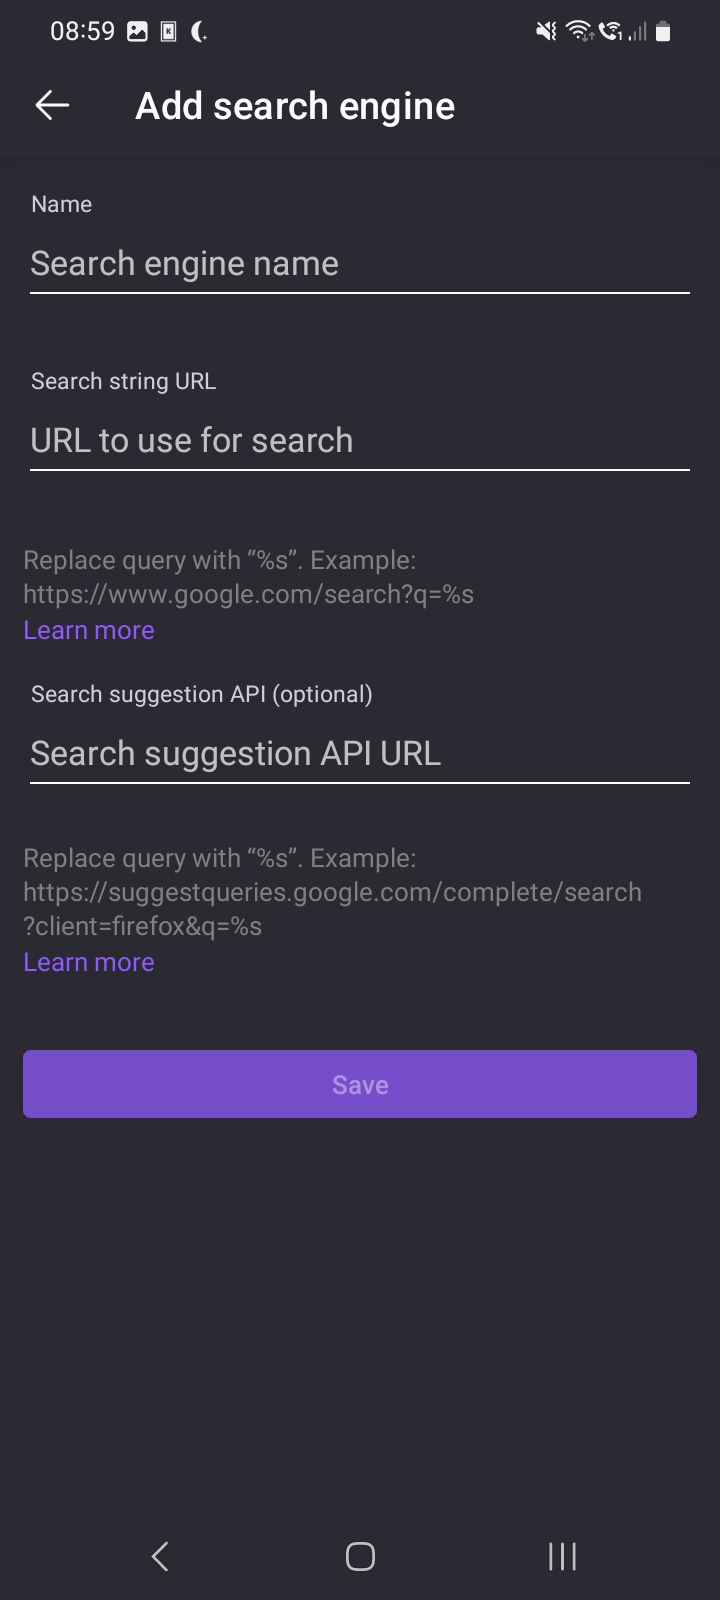 08:59
Add search engine
Name
Search engine name
Search string URL
URL to use for search
Replace query with “%s”. Example:
https://www.google.com/search?q=%s
Learn more
Search suggestion API (optional)
Search suggestion API URL
Replace query with “%s”. Example:
https://suggestqueries.google.com/complete/search
?client=firefox&q=%s
Learn more
Save